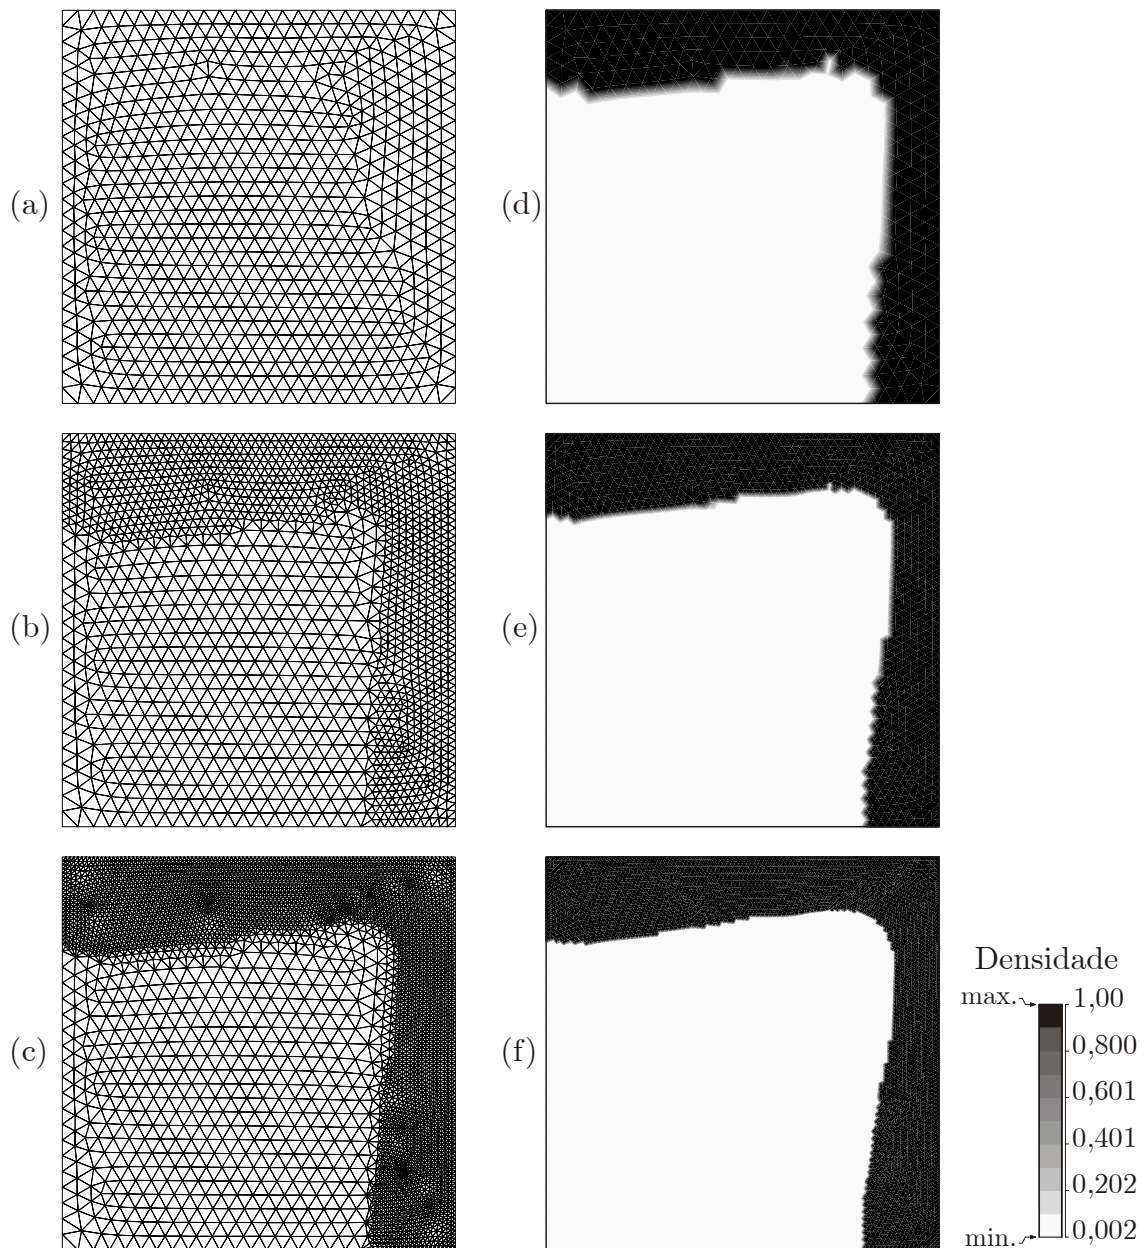 (a)
(d)
(b)
(e)
(c)
(f)
Densidade
max.
1,00
0,800
0,601
0,401
0,202
min.
0,002